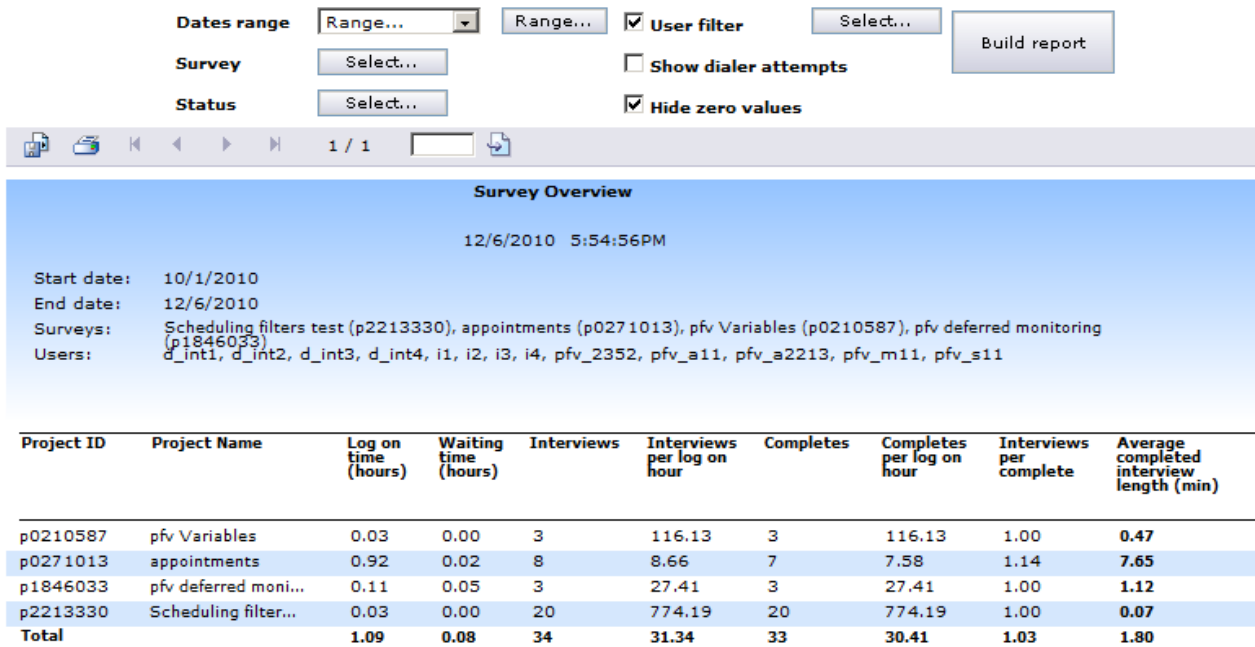 Dates range Range... Range... User filter Select... Build report
Survey Select... Show dialer attempts
Status Select... Hide zero values
1 / 1
Survey Overview
12/6/2010 5:54:56PM
Start date: 10/1/2010
End date: 12/6/2010
Surveys: Scheduling filters test (p2213330), appointments (p0271013), pfv Variables (p0210587), pfv deferred monitoring
(p1846033)
Users: d_int1, d_int2, d_int3, d_int4, i1, i2, i3, i4, pfv_2352, pfv_a11, pfv_a2213, pfv_m11, pfv_s11
Project ID Project Name Log on time (hours) Waiting time (hours) Interviews Interviews per log on hour Completes Completes per log on hour Interviews per complete Average completed interview length (min)
p0210587 pfv Variables 0.03 0.00 3 116.13 3 116.13 1.00 0.47
p0271013 appointments 0.92 0.02 8 8.66 7 7.58 1.14 7.65
p1846033 pfv deferred moni... 0.11 0.05 3 27.41 3 27.41 1.00 1.12
p2213330 Scheduling filter... 0.03 0.00 20 774.19 20 774.19 1.00 0.07
Total 1.09 0.08 34 31.34 33 30.41 1.03 1.80